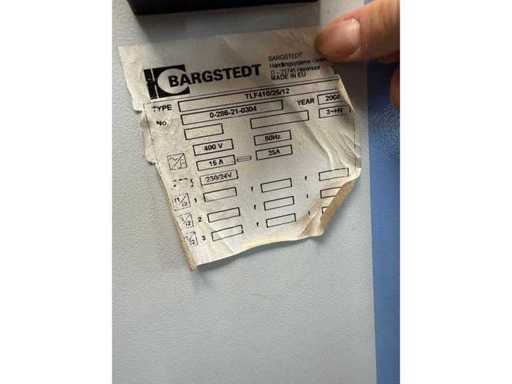 BARGSTEDT
BARGSTEDT
MADE IN EU
TYPE TLF410/25/12
No. 0-286-21-0304 YEAR
400 V 50Hz 3~+N
15 A 35A
230/24V
1
2
3